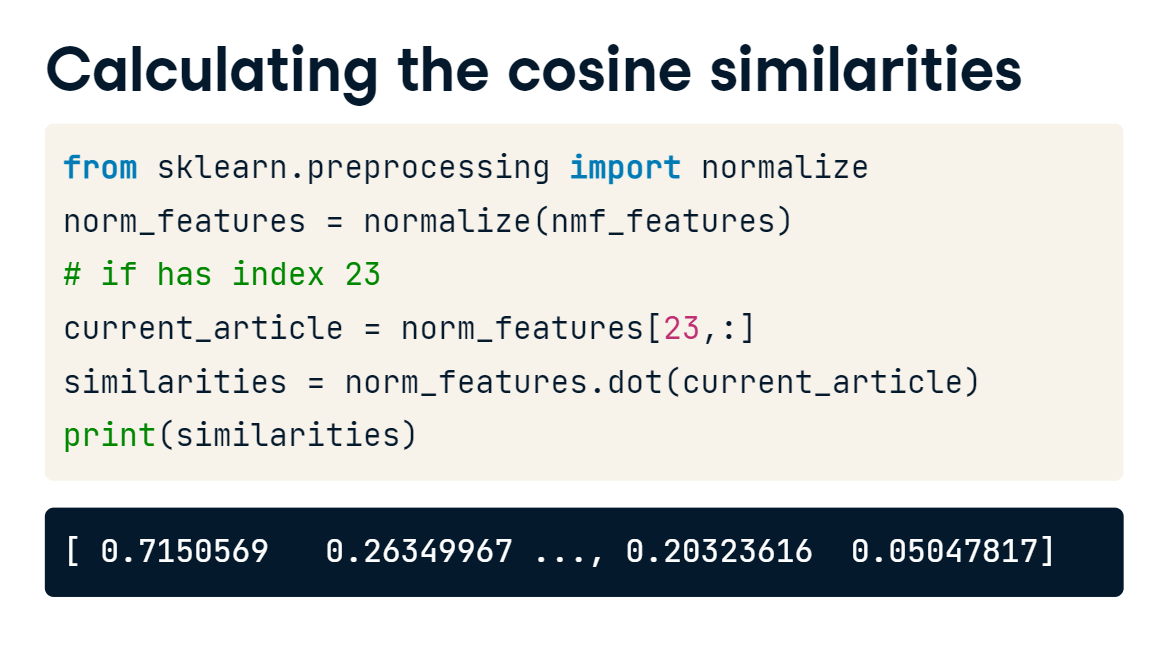 Calculating the cosine similarities
from sklearn.preprocessing import normalize
norm_features = normalize(nmf_features)
# if has index 23
current_article = norm_features[23,:]
similarities = norm_features.dot(current_article)
print(similarities)
[ 0.7150569   0.26349967 ..., 0.20323616  0.05047817]